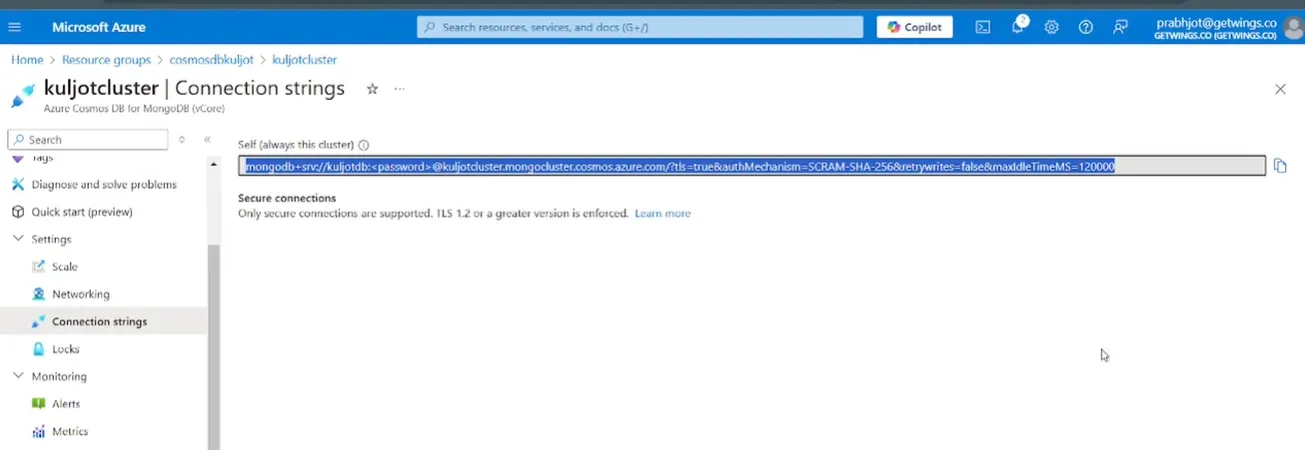 Microsoft Azure
Search resources, services, and docs (G+/)
Copilot
2
prabhjot@getwings.co
GETWINGS.CO (GETWINGS.CO)
Home > Resource groups > cosmosdbkuljot > kuljotcluster
kuljotcluster | Connection strings
Azure Cosmos DB for MongoDB (vCore)
Search
Tags
Diagnose and solve problems
Quick start (preview)
Settings
Scale
Networking
Connection strings
Locks
Monitoring
Alerts
Metrics
Self (always this cluster)
mongodb+srv://kuljotdb:<password>@kuljotcluster.mongocluster.cosmos.azure.com/?tls=true&authMechanism=SCRAM-SHA-256&retrywrites=false&maxIdleTimeMS=120000
Secure connections
Only secure connections are supported. TLS 1.2 or a greater version is enforced. Learn more